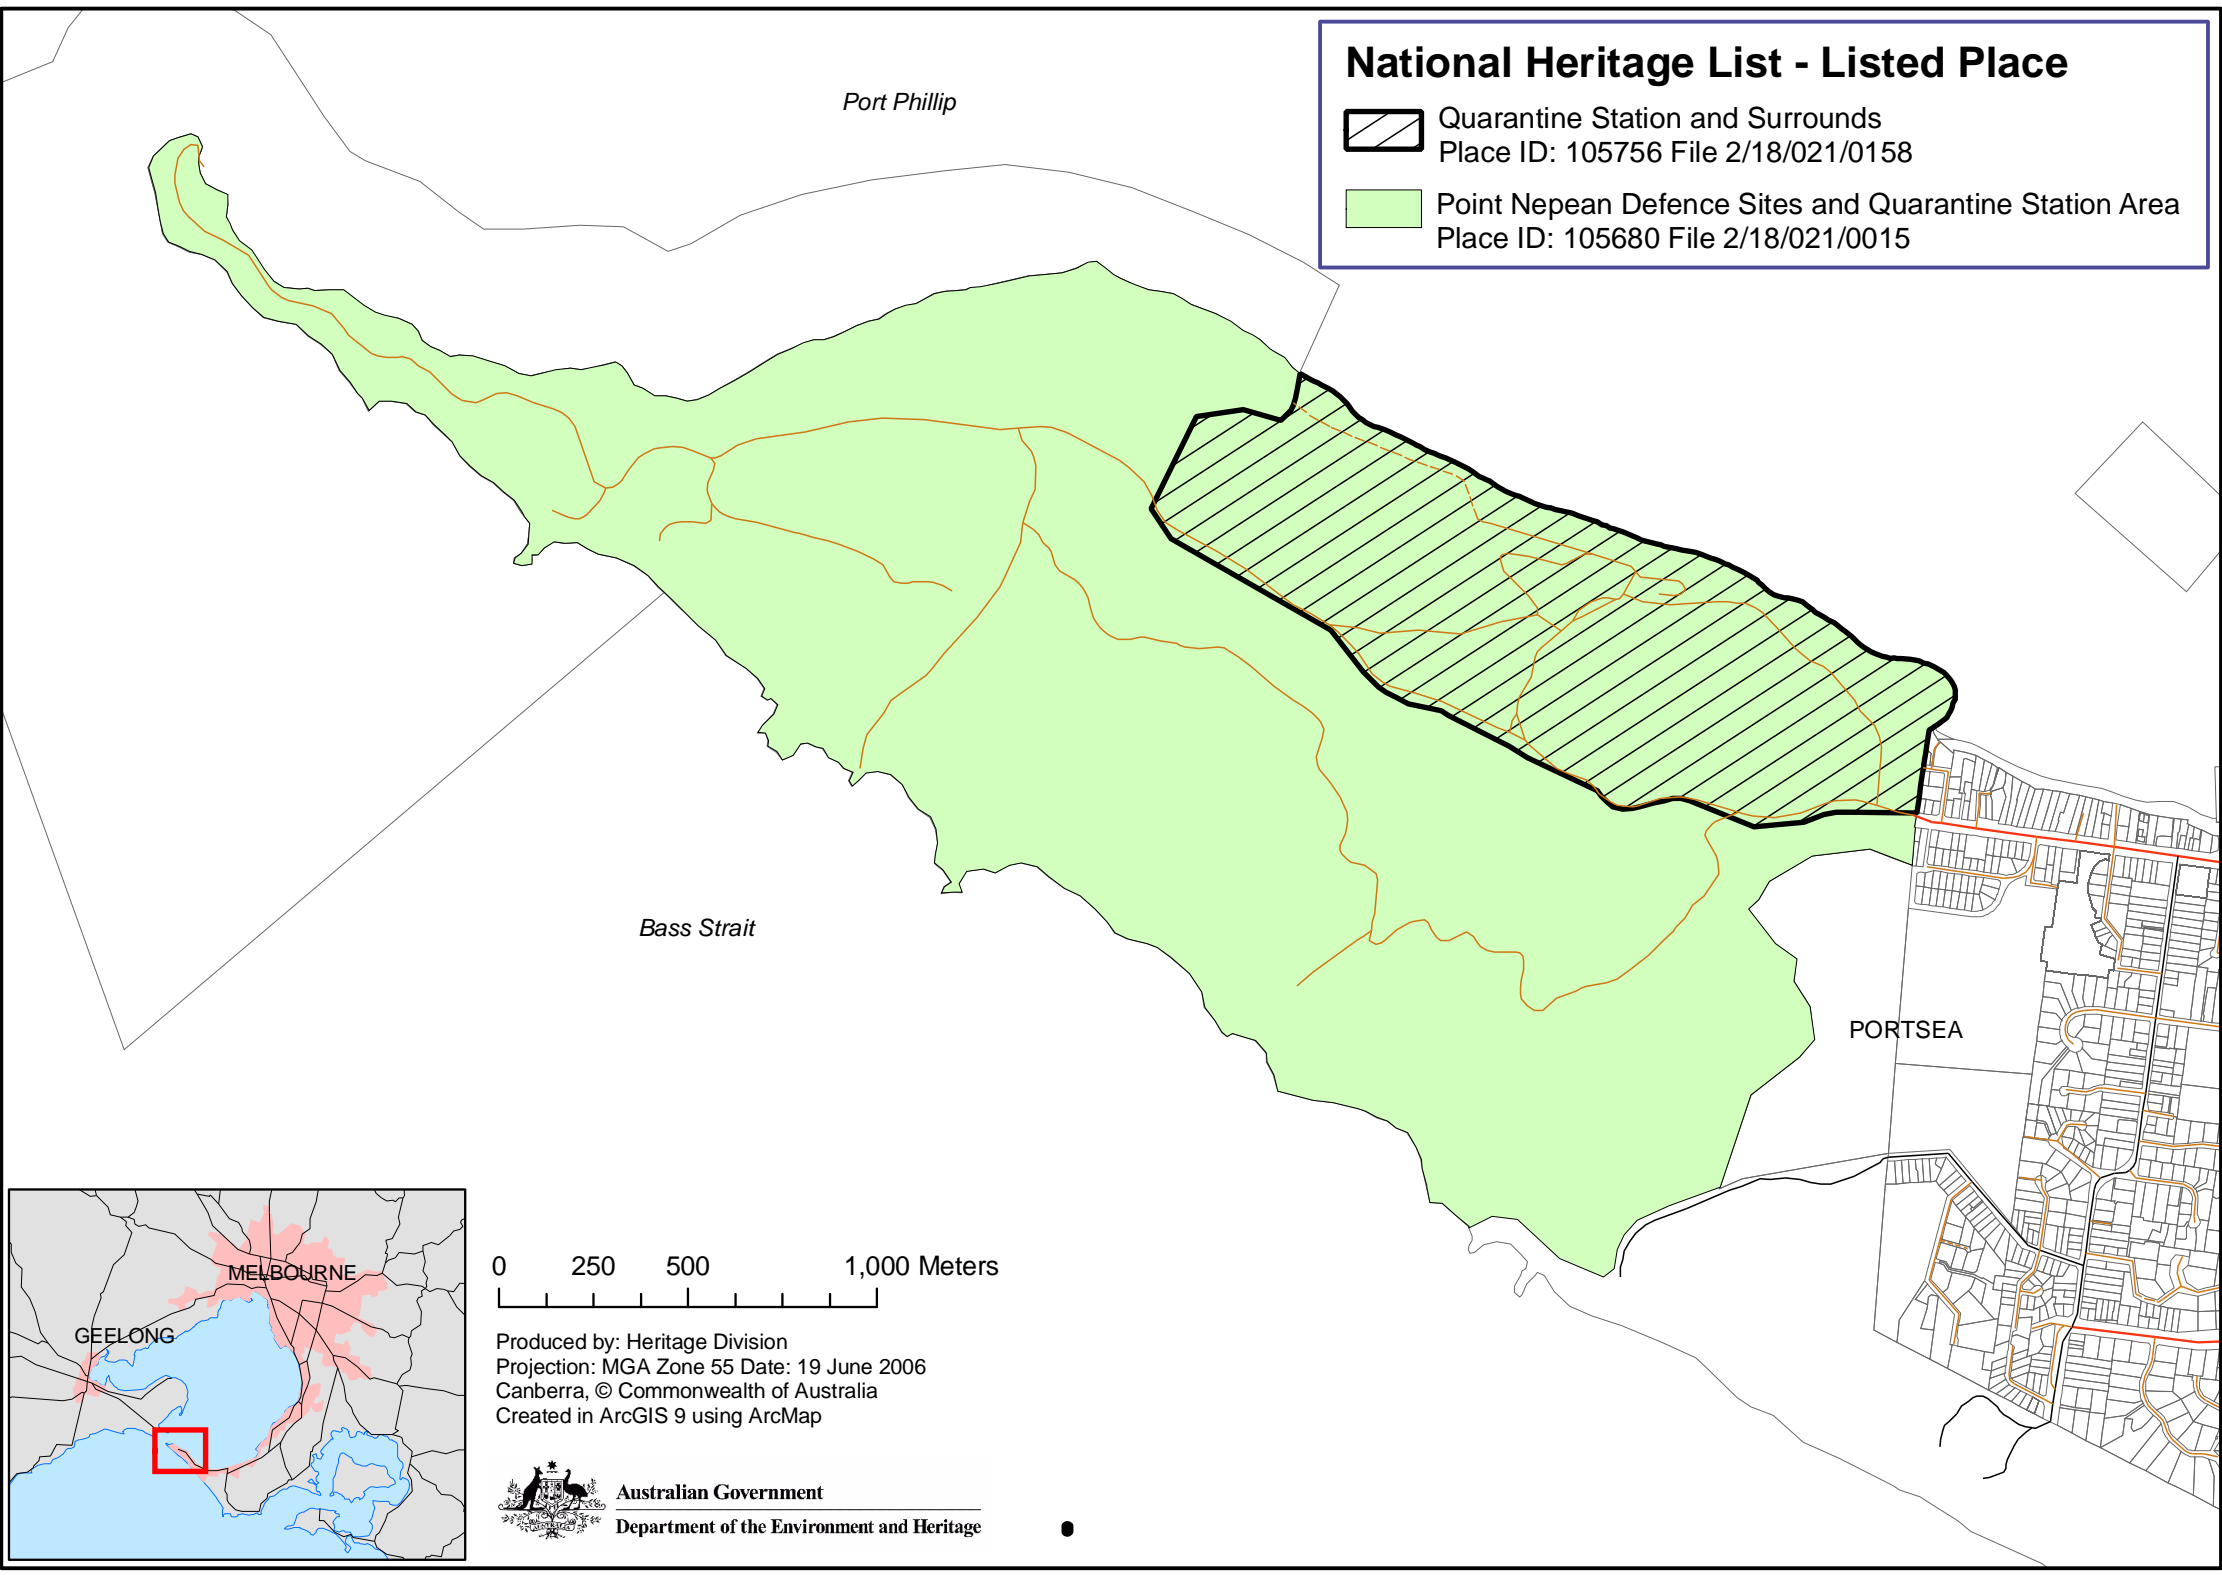 National Heritage List - Listed Place
Quarantine Station and Surrounds
Place ID: 105756 File 2/18/021/0158
Point Nepean Defence Sites and Quarantine Station Area
Place ID: 105680 File 2/18/021/0015
Port Phillip
Bass Strait
PORTSEA
MELBOURNE
GEELONG
0 250 500 1,000 Meters
Produced by: Heritage Division
Projection: MGA Zone 55 Date: 19 June 2006
Canberra, © Commonwealth of Australia
Created in ArcGIS 9 using ArcMap
Australian Government
Department of the Environment and Heritage